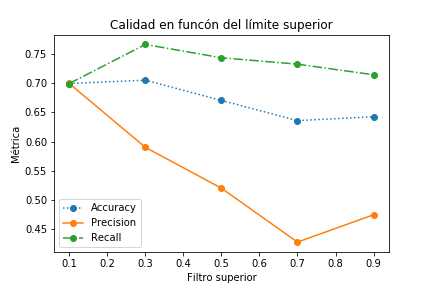 Calidad en funcón del límite superior
Métrica
0.75
0.70
0.65
0.60
0.55
0.50
0.45
Accuracy
Precision
Recall
0.1 0.2 0.3 0.4 0.5 0.6 0.7 0.8 0.9
Filtro superior